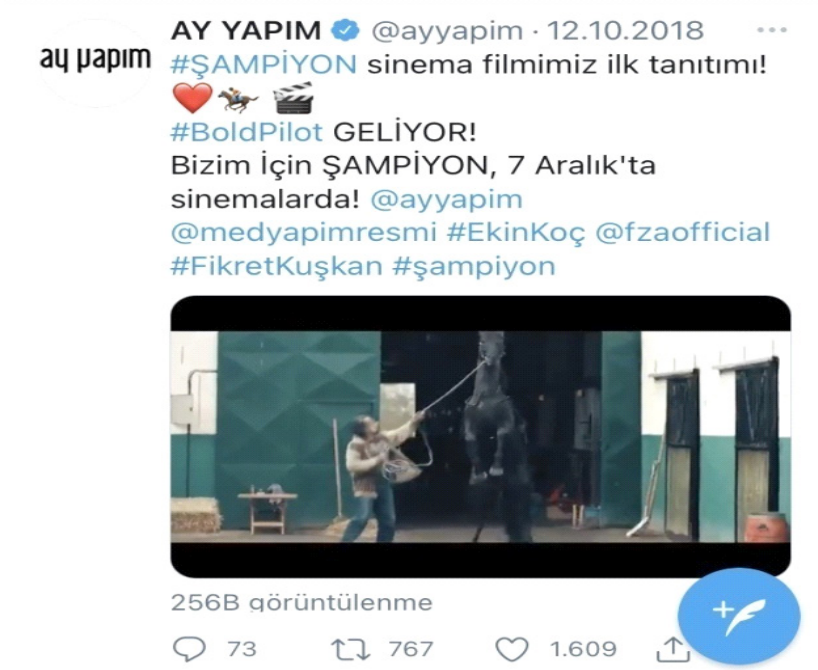 ay yapım
AY YAPIM @ayyapim · 12.10.2018
#ŞAMPİYON sinema filmimiz ilk tanıtımı!
❤️🏇 🎬
#BoldPilot GELİYOR!
Bizim İçin ŞAMPİYON, 7 Aralık'ta
sinemalarda! @ayyapim
@medyapimresmi #EkinKoç @fzaofficial
#FikretKuşkan #şampiyon
256B görüntülenme
73 767 1.609